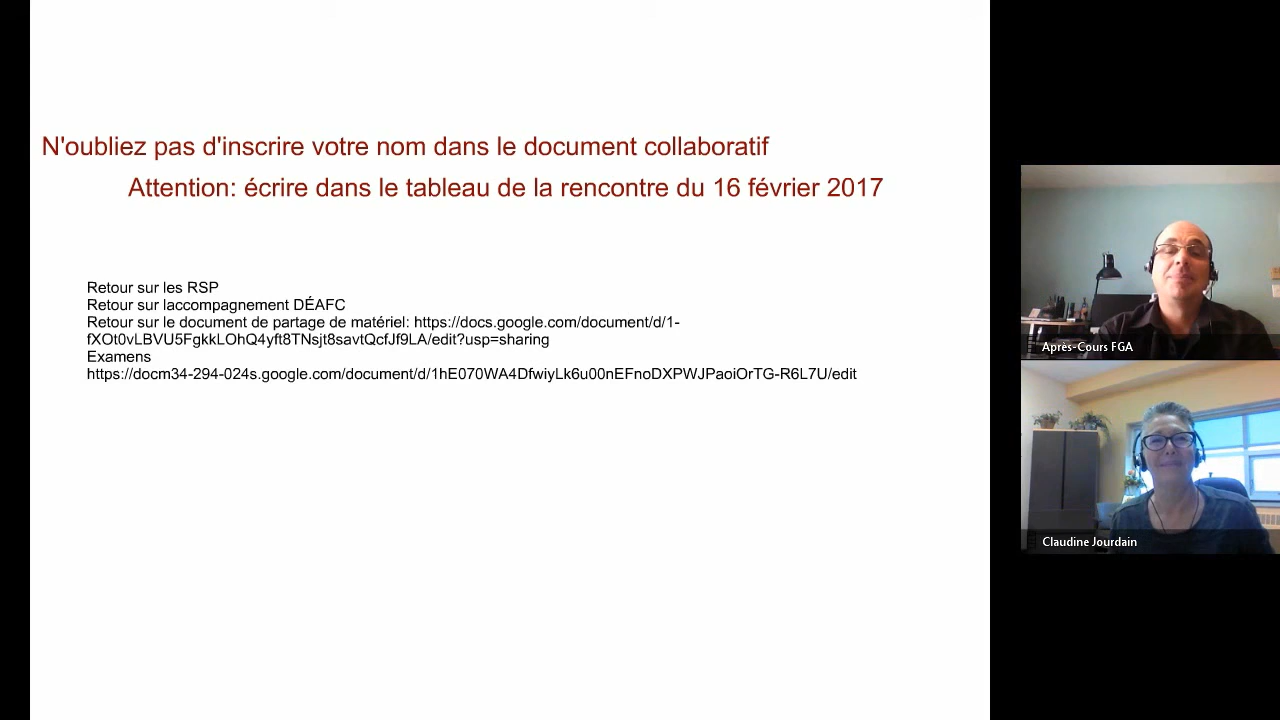 N'oubliez pas d'inscrire votre nom dans le document collaboratif
Attention: écrire dans le tableau de la rencontre du 16 février 2017
Retour sur les RSP
Retour sur laccompagnement DÉAFC
Retour sur le document de partage de matériel: https://docs.google.com/document/d/1-
fXOt0vLBVU5FgkkLOhQ4yft8TNsjt8savtQcfJf9LA/edit?usp=sharing
Examens
https://docm34-294-024s.google.com/document/d/1hE070WA4DfwiyLk6u00nEFnoDXPWJPaoiOrTG-R6L7U/edit
Après-Cours FGA
Claudine Jourdain